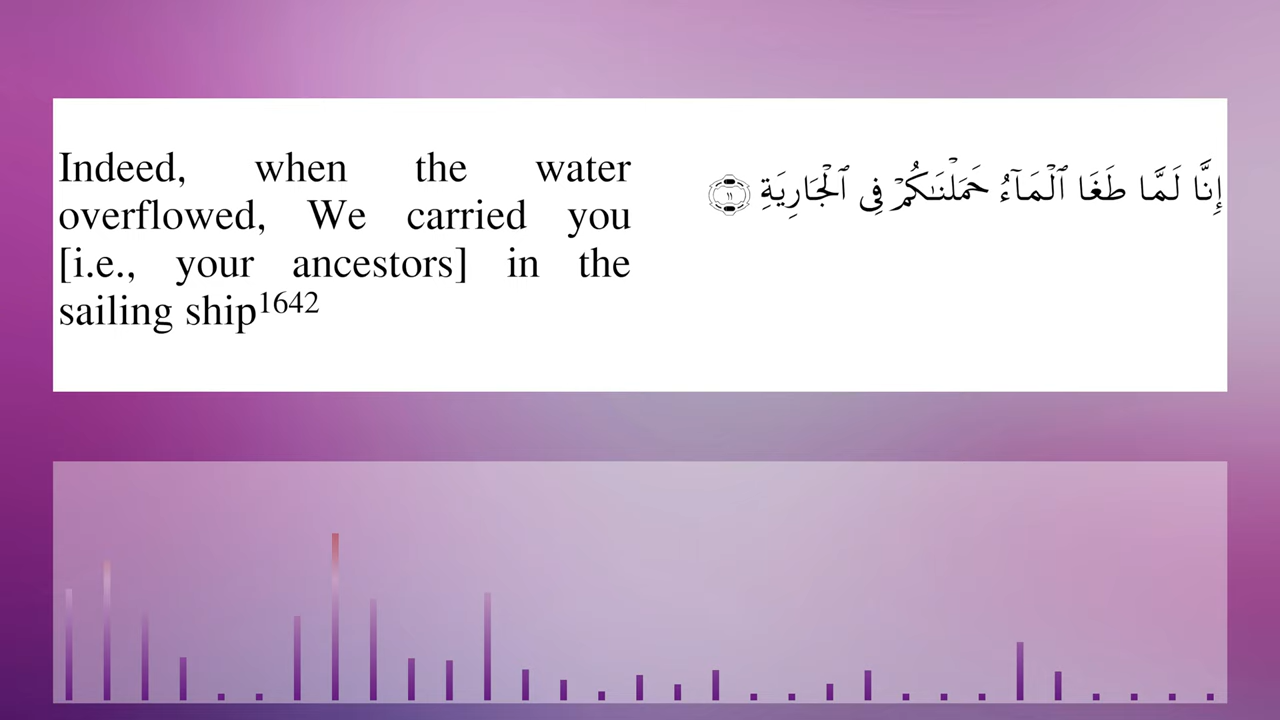 Indeed, when the water
overflowed, We carried you
[i.e., your ancestors] in the
sailing ship1642
إِنَّا لَمَّا طَغَا ٱلْمَآءُ حَمَلْنَـٰكُمْ فِى ٱلْجَارِيَةِ ١١